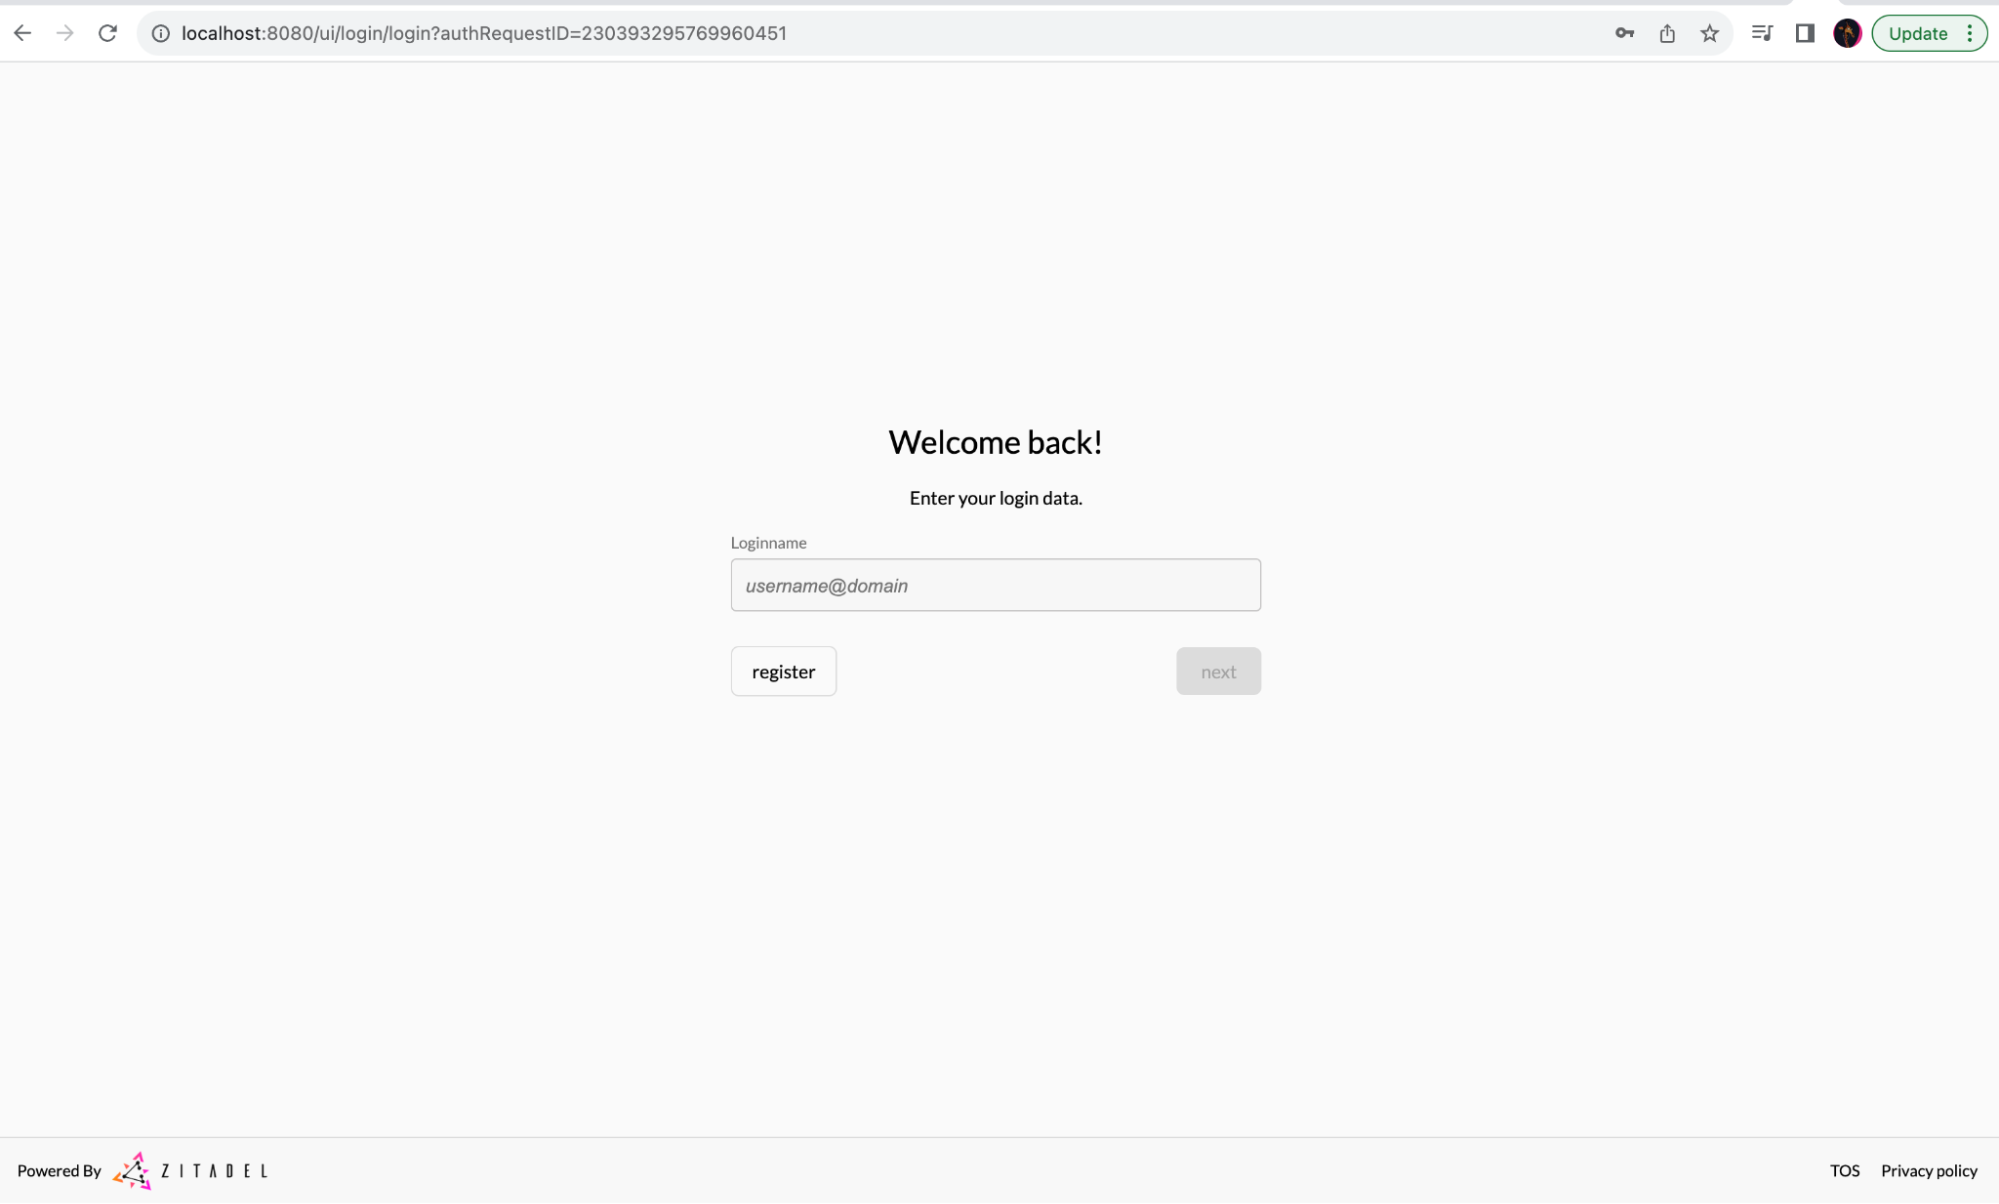 localhost:8080/ui/login/login?authRequestID=230393295769960451
Update
Welcome back!
Enter your login data.
Loginname
username@domain
register
next
Powered By
ZITADEL
TOS
Privacy policy